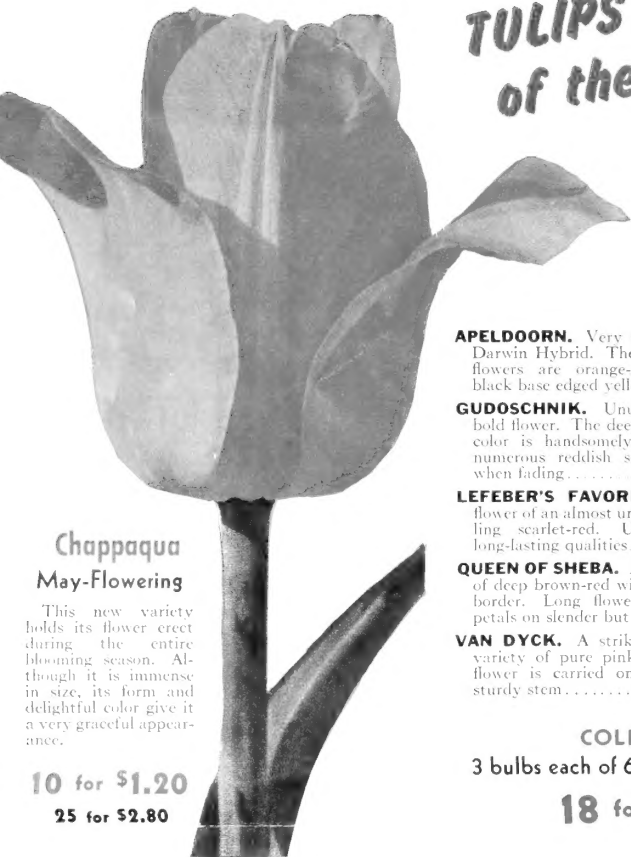 TULIPS
of the
APELDOORN. Very
Darwin Hybrid. The
flowers are orange-
black base edged yell
GUDOSCHNIK. Unu
bold flower. The dee
color is handsomely
numerous reddish s
when fading........
LEFEBER'S FAVOR
flower of an almost un
ling scarlet-red. U
long-lasting qualities
QUEEN OF SHEBA.
of deep brown-red wi
border. Long flowe
petals on slender but
VAN DYCK. A strik
variety of pure pink
flower is carried on
sturdy stem........
COLL
3 bulbs each of 6
18 fo
Chappaqua
May-Flowering
This new variety
holds its flower erect
during the entire
blooming season. Al-
though it is immense
in size, its form and
delightful color give it
a very graceful appear-
ance.
10 for $1.20
25 for $2.80